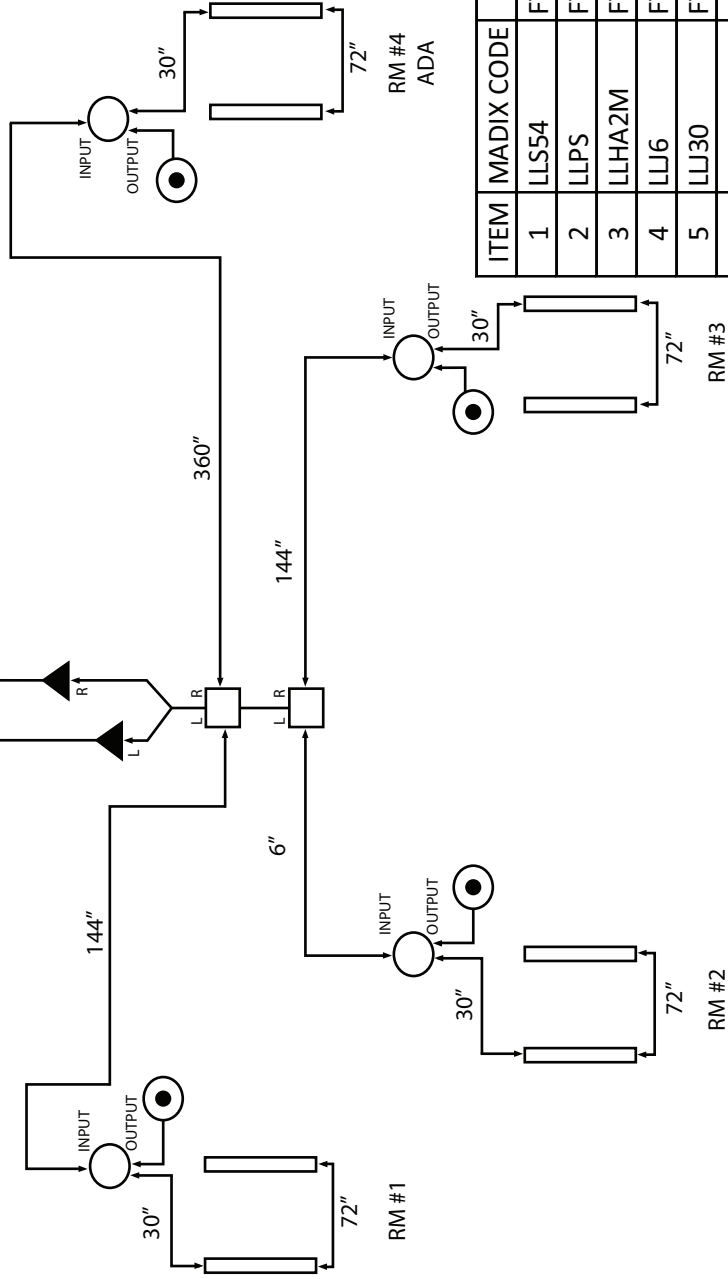 144"
360"
INPUT
OUTPUT
30"
72"
RM #1
L R
L R
L R
6"
144"
INPUT
OUTPUT
30"
72"
RM #2
INPUT
OUTPUT
30"
72"
RM #3
INPUT
OUTPUT
30"
72"
RM #4
ADA
ITEM MADIX CODE
1 LLS54 F
2 LLPS F
3 LLHA2M F
4 LLJ6 F
5 LLJ30 F